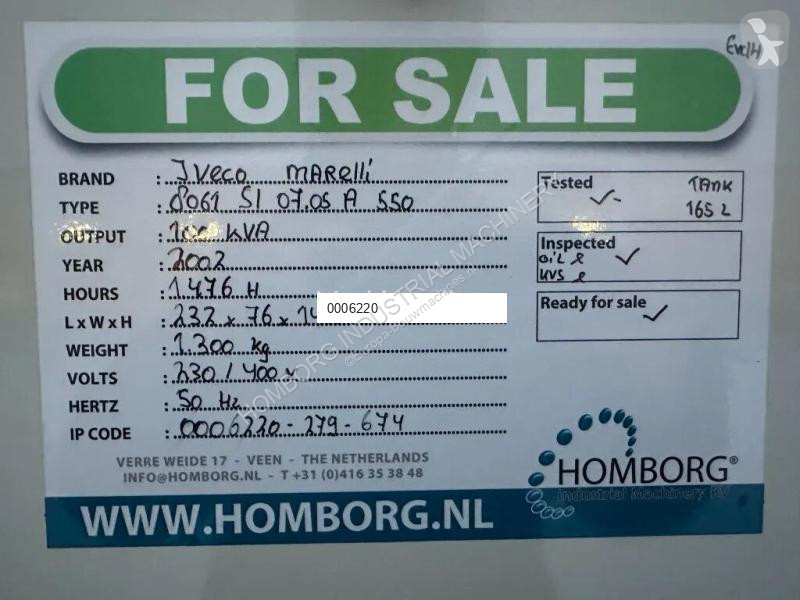 FOR SALE
BRAND : Iveco MARelli
TYPE : 8061 SI 07.05 A 550
OUTPUT : 100 kVA
YEAR : 2002
HOURS : 1.476 H
L x W x H : 232 x 76 x 14
0006220
WEIGHT : 1.300 kg
VOLTS : 230/400 v
HERTZ : 50 Hz
IP CODE : 0006220-279-674
Tested
TANK
165 L
Inspected
OIL
Ready for sale
VERRE WEIDE 17 - VEEN - THE NETHERLANDS
INFO@HOMBORG.NL - T +31 (0)416 35 38 48
HOMBORG®
Industrial Machinery BV
WWW.HOMBORG.NL
HOMBORG INDUSTRIAL MACHINERY